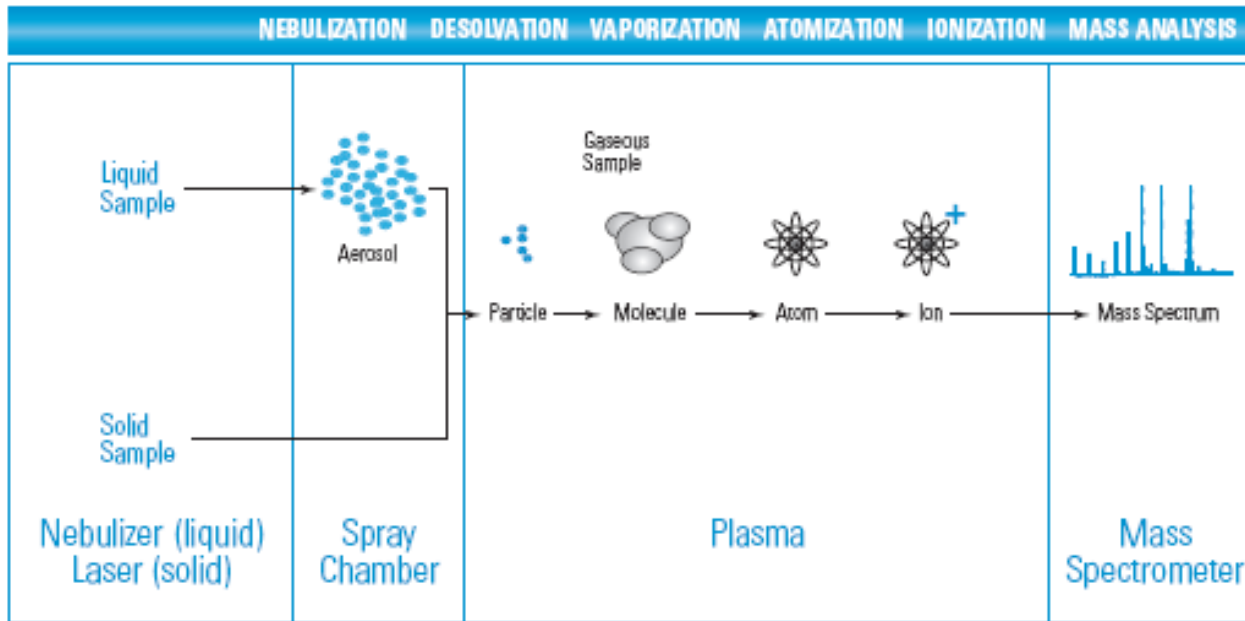 NEBULIZATION DESOLVATION VAPORIZATION ATOMIZATION IONIZATION MASS ANALYSIS
Gaseous
Sample
Liquid
Sample
Aerosol
+
Particle
Molecule
Atom
Ion
Mass Spectrum
Solid
Sample
Nebulizer (liquid)
Laser (solid)
Spray
Chamber
Plasma
Mass
Spectrometer